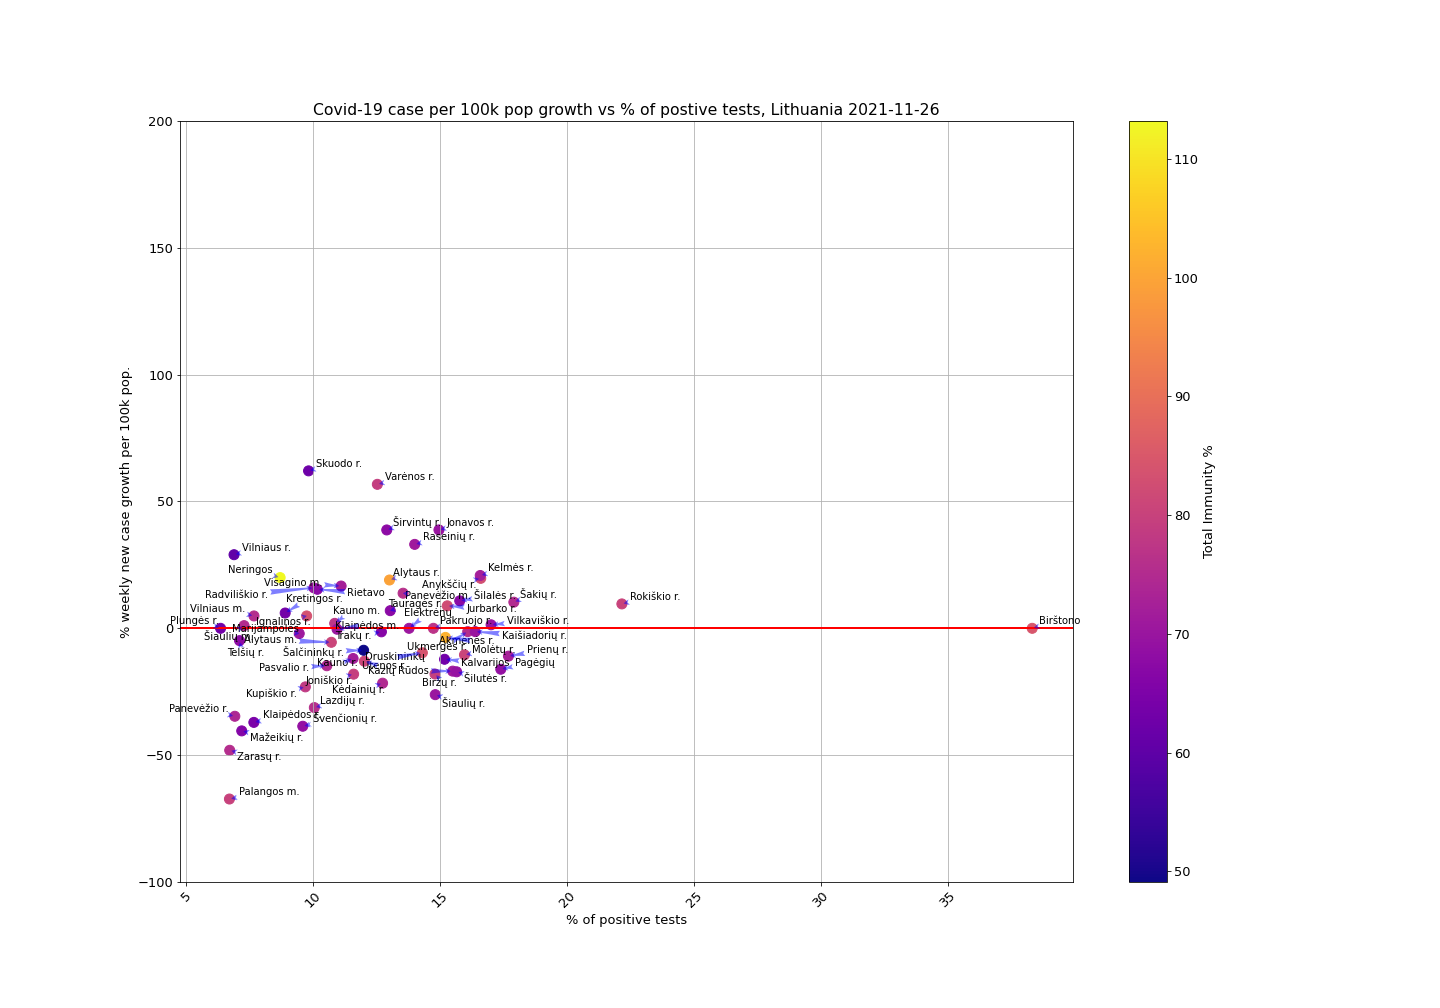 Covid-19 case per 100k pop growth vs % of postive tests, Lithuania 2021-11-26
200
150
100
50
0
−50
−100
% weekly new case growth per 100k pop.
5
10
15
20
25
30
35
% of positive tests
110
100
90
80
70
60
50
Total Immunity %
Skuodo r.
Varėnos r.
Širvintų r.
Jonavos r.
Raseinių r.
Vilniaus r.
Neringos
Alytaus r.
Kelmės r.
Visagino m.
Anykščių r.
Radviliškio r.
Rietavo
Kretingos r.
Panevėžio m.
Šilalės r.
Šakių r.
Rokiškio r.
Vilniaus m.
Kauno m.
Tauragės r.
Jurbarko r.
Elektrėnų
Plungės r.
Ignalinos r.
Klaipėdos m.
Pakruojo r.
Vilkaviškio r.
Birštono
Marijampolės
Šiaulių m.
Alytaus m.
Trakų r.
Akmenės r.
Kaišiadorių r.
Telšių r.
Šalčininkų r.
Druskininkų
Ukmergės r.
Molėtų r.
Prienų r.
Pasvalio r.
Kauno r.
Utenos r.
Kazlų Rūdos
Kalvarijos
Pagėgių
Joniškio r.
Kėdainių r.
Biržų r.
Šilutės r.
Kupiškio r.
Lazdijų r.
Šiaulių r.
Panevėžio r.
Klaipėdos r.
Švenčionių r.
Mažeikių r.
Zarasų r.
Palangos m.